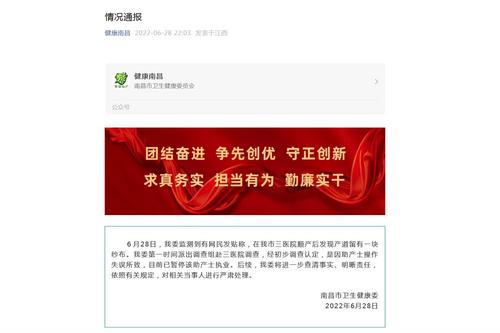 情况通报
健康南昌 2022-06-28 22:03 发表于江西
健康南昌
南昌市卫生健康委员会
公众号
团结奋进 争先创优 守正创新
求真务实 担当有为 勤廉实干
6月28日，我委监测到有网民发贴称，在我市三医院顺产后发现产道留有一块
纱布。我委第一时间派出调查组赴三医院调查，经初步调查认定，是因助产士操作
失误所致，目前已暂停该助产士执业。后续，我委将进一步查清事实、明晰责任，
依照有关规定，对相关当事人进行严肃处理。
南昌市卫生健康委
2022年6月28日